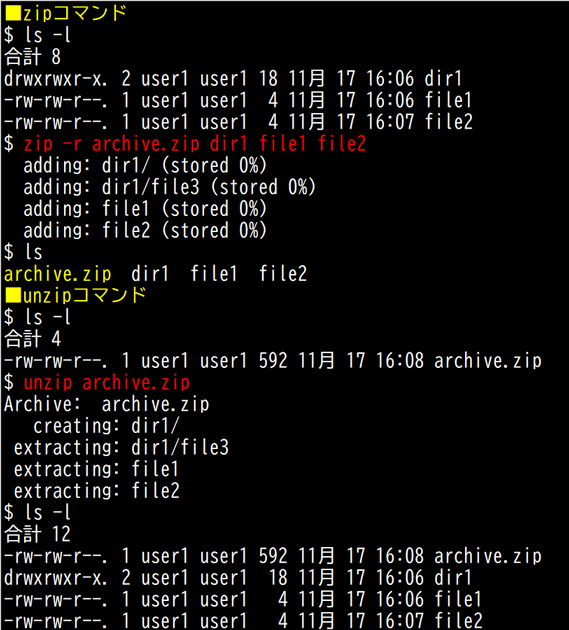 ■zipコマンド
$ ls -l
合計 8
drwxrwxr-x. 2 user1 user1 18 11月 17 16:06 dir1
-rw-rw-r--. 1 user1 user1  4 11月 17 16:06 file1
-rw-rw-r--. 1 user1 user1  4 11月 17 16:07 file2
$ zip -r archive.zip dir1 file1 file2
  adding: dir1/ (stored 0%)
  adding: dir1/file3 (stored 0%)
  adding: file1 (stored 0%)
  adding: file2 (stored 0%)
$ ls
archive.zip  dir1  file1  file2
■unzipコマンド
$ ls -l
合計 4
-rw-rw-r--. 1 user1 user1 592 11月 17 16:08 archive.zip
$ unzip archive.zip
Archive:  archive.zip
   creating: dir1/
 extracting: dir1/file3
 extracting: file1
 extracting: file2
$ ls -l
合計 12
-rw-rw-r--. 1 user1 user1 592 11月 17 16:08 archive.zip
drwxrwxr-x. 2 user1 user1  18 11月 17 16:06 dir1
-rw-rw-r--. 1 user1 user1   4 11月 17 16:06 file1
-rw-rw-r--. 1 user1 user1   4 11月 17 16:07 file2